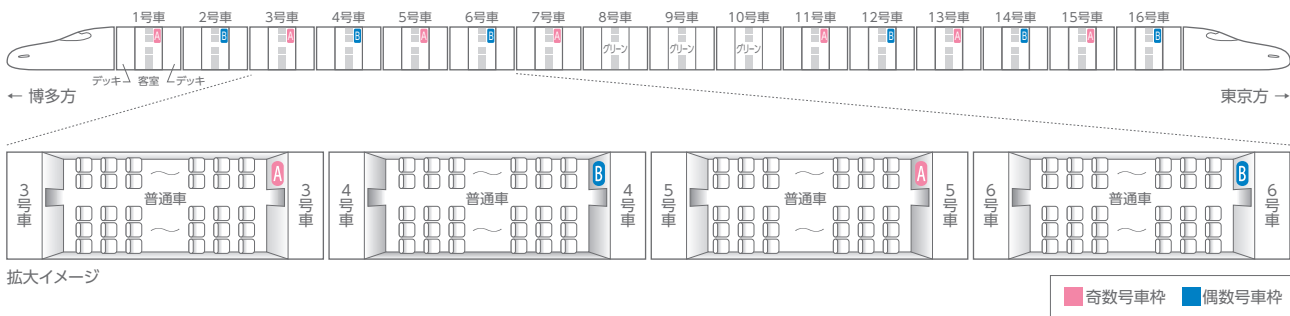 1号車 2号車 3号車 4号車 5号車 6号車 7号車 8号車 9号車 10号車 11号車 12号車 13号車 14号車 15号車 16号車
A B A B A B A グリーン グリーン グリーン A B A B A B
デッキ 客室 デッキ
← 博多方 東京方 →
3号車 普通車 A 3号車 4号車 普通車 B 4号車 5号車 普通車 A 5号車 6号車 普通車 B 6号車
拡大イメージ
奇数号車枠 偶数号車枠